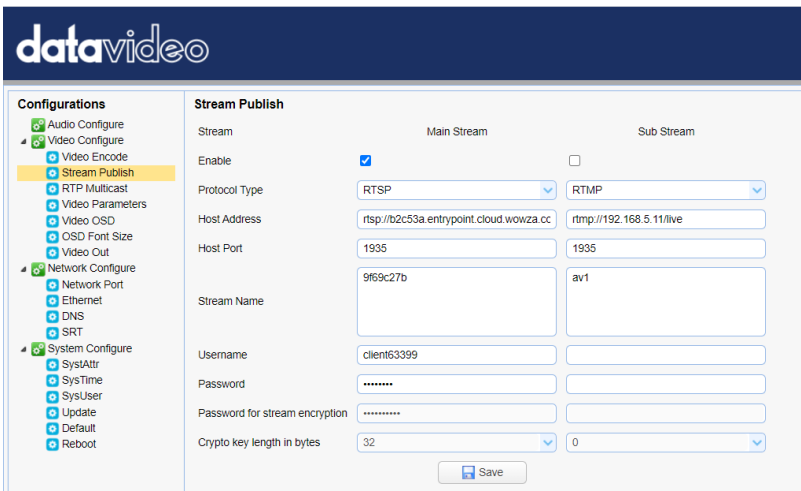 datavideo
Configurations
Audio Configure
Video Configure
Video Encode
Stream Publish
RTP Multicast
Video Parameters
Video OSD
OSD Font Size
Video Out
Network Configure
Network Port
Ethernet
DNS
SRT
System Configure
SystAttr
SysTime
SysUser
Update
Default
Reboot
Stream Publish
Stream Main Stream Sub Stream
Enable
Protocol Type RTSP RTMP
Host Address rtsp://b2c53a.entrypoint.cloud.wowza.cc rtmp://192.168.5.11/live
Host Port 1935 1935
Stream Name 9f69c27b av1
Username client63399
Password ••••••••
Password for stream encryption ••••••••••
Crypto key length in bytes 32 0
Save